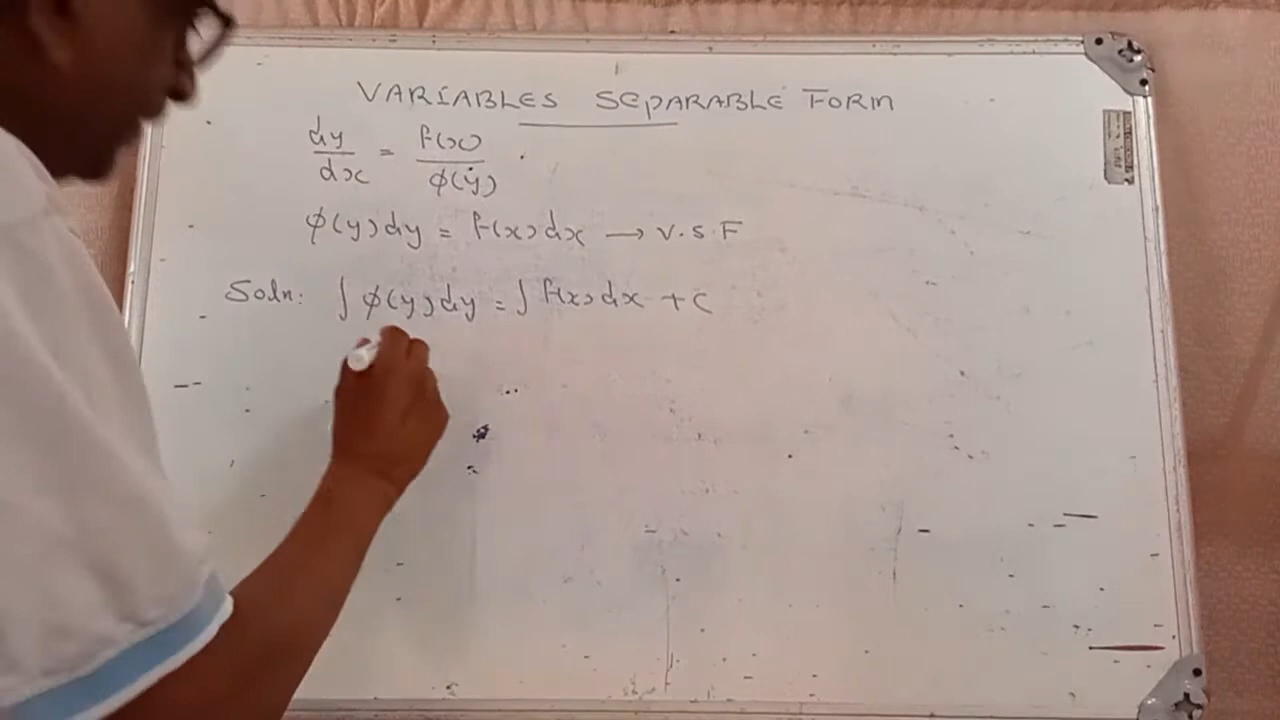 VARIABLES SEPARABLE FORM
dy/dx = f(x)/ϕ(y)
ϕ(y)dy = f(x)dx → V.S.F
Soln: ∫ϕ(y)dy = ∫f(x)dx + C